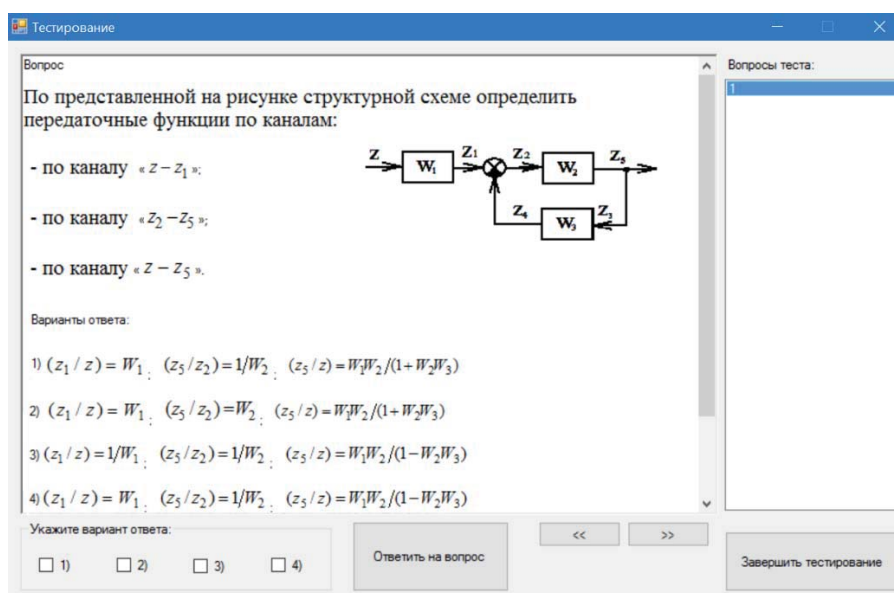 Тестирование
Вопрос
По представленной на рисунке структурной схеме определить
передаточные функции по каналам:
- по каналу « z – z₁ »;
- по каналу «z₂ – z₅ »;
- по каналу « z – z₅ ».
Z W₁ Z₁ Z₂ W₂ Z₅
Z₄ W₃ Z₃
Варианты ответа:
1) (z₁ / z) = W₁ ; (z₅ /z₂) = 1/W₂ ; (z₅ / z) = W₁W₂ /(1+W₂W₃)
2) (z₁ / z) = W₁ ; (z₅ /z₂)=W₂ ; (z₅ / z) = W₁W₂ /(1+W₂W₃)
3) (z₁ / z) = 1/W₁ ; (z₅ /z₂) = 1/W₂ ; (z₅ / z) = W₁W₂ /(1−W₂W₃)
4) (z₁ / z) = W₁ ; (z₅ /z₂) = 1/W₂ ; (z₅ / z) = W₁W₂ /(1−W₂W₃)
Укажите вариант ответа:
1) 2) 3) 4)
Ответить на вопрос
<< >>
Вопросы теста:
1
Завершить тестирование